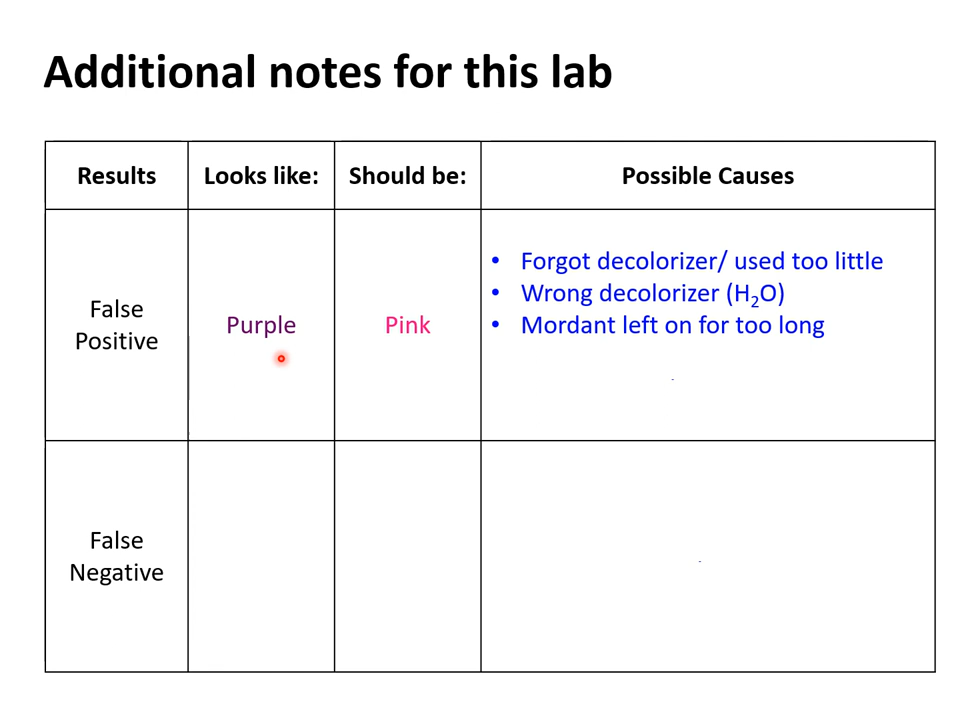 Additional notes for this lab
Results
Looks like:
Should be:
Possible Causes
False
Positive
Purple
Pink
• Forgot decolorizer/ used too little
• Wrong decolorizer (H₂O)
• Mordant left on for too long
False
Negative